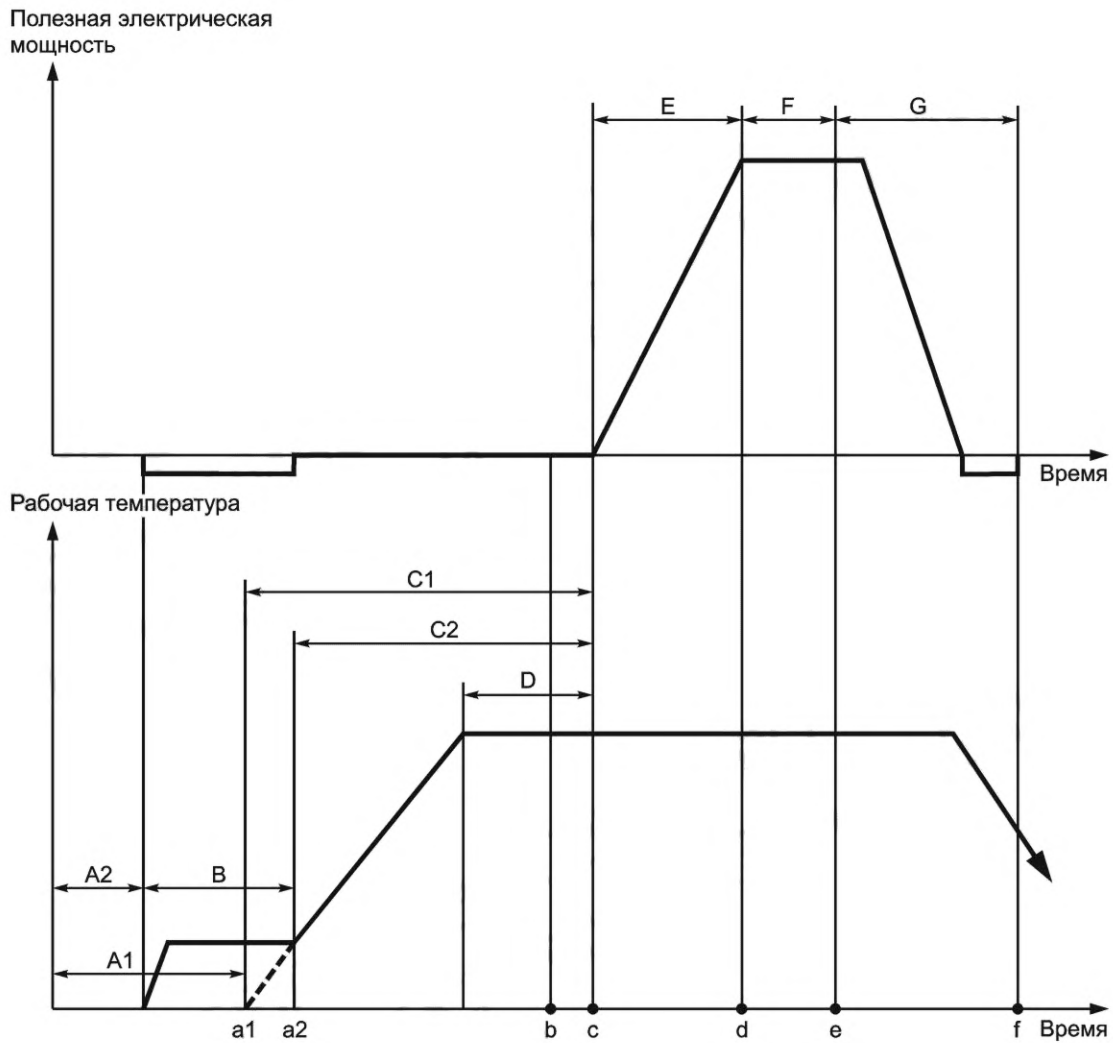 Полезная электрическая
мощность
E
F
G
Время
Рабочая температура
C1
C2
D
A2
B
A1
a1
a2
b
c
d
e
f
Время